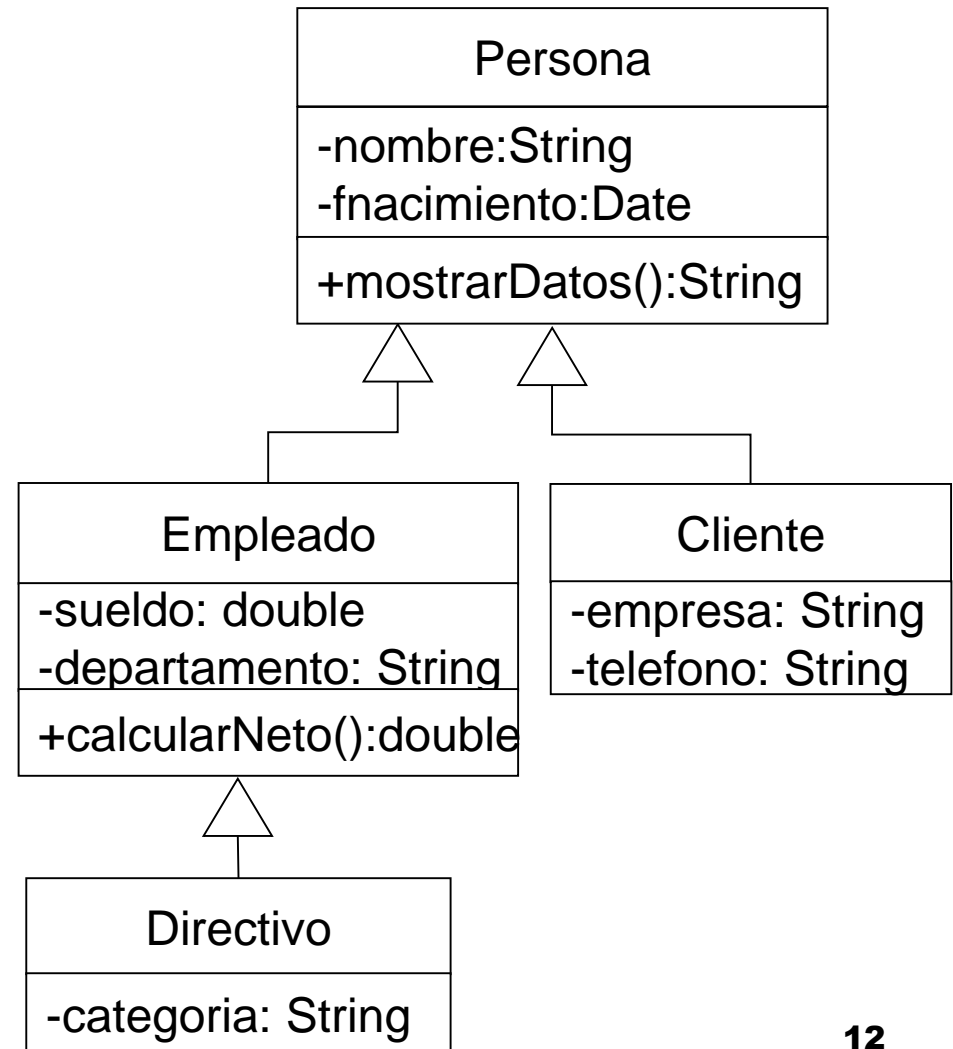 Persona
-nombre:String
-fnacimiento:Date
+mostrarDatos():String
Empleado
-sueldo: double
-departamento: String
+calcularNeto():double
Cliente
-empresa: String
-telefono: String
Directivo
-categoria: String
12